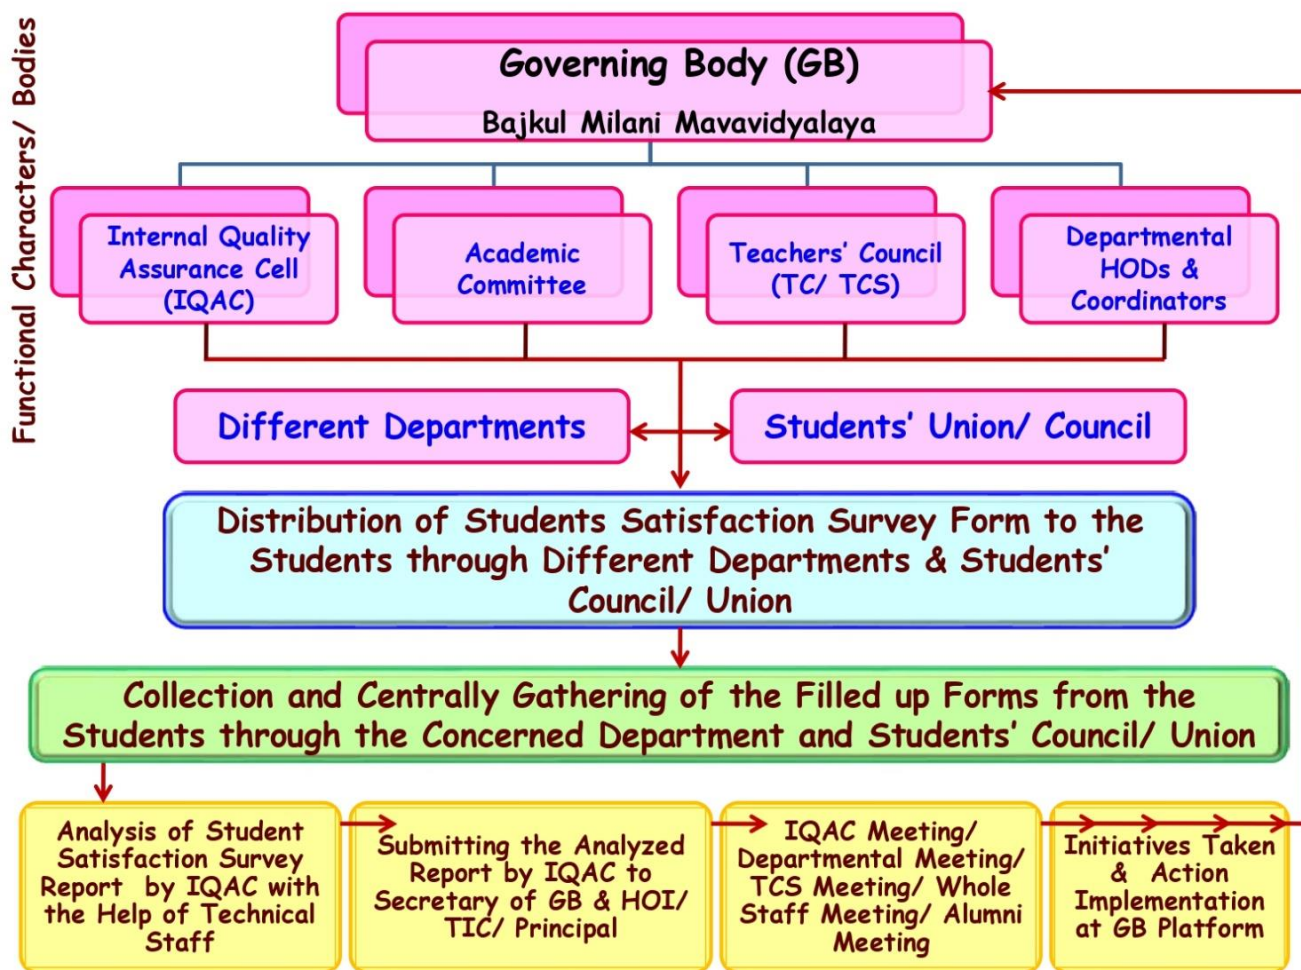 Functional Characters/ Bodies
Governing Body (GB)
Bajkul Milani Mavavidyalaya
Internal Quality
Assurance Cell
(IQAC)
Academic
Committee
Teachers' Council
(TC/ TCS)
Departmental
HODs &
Coordinators
Different Departments
Students' Union/ Council
Distribution of Students Satisfaction Survey Form to the
Students through Different Departments & Students'
Council/ Union
Collection and Centrally Gathering of the Filled up Forms from the
Students through the Concerned Department and Students' Council/ Union
Analysis of Student
Satisfaction Survey
Report by IQAC with
the Help of Technical
Staff
Submitting the Analyzed
Report by IQAC to
Secretary of GB & HOI/
TIC/ Principal
IQAC Meeting/
Departmental Meeting/
TCS Meeting/ Whole
Staff Meeting/ Alumni
Meeting
Initiatives Taken
& Action
Implementation
at GB Platform